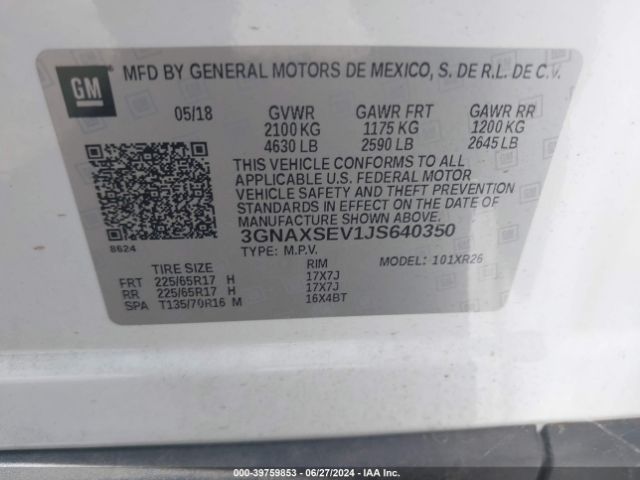 GM
MFD BY GENERAL MOTORS DE MEXICO, S. DE R.L. DE C.V.
05/18 GVWR GAWR FRT GAWR RR
2100 KG 1175 KG 1200 KG
4630 LB 2590 LB 2645 LB
THIS VEHICLE CONFORMS TO ALL
APPLICABLE U.S. FEDERAL MOTOR
VEHICLE SAFETY AND THEFT PREVENTION
STANDARDS IN EFFECT ON THE DATE OF
MANUFACTURE SHOWN ABOVE.
3GNAXSEV1JS640350
8624
TYPE: M.P.V. MODEL: 101XR26
TIRE SIZE RIM
FRT 225/65R17 H 17X7J
RR 225/65R17 H 17X7J
SPA T135/70R16 M 16X4BT
000-39759853 / 06/27/2024 - IAA Inc.